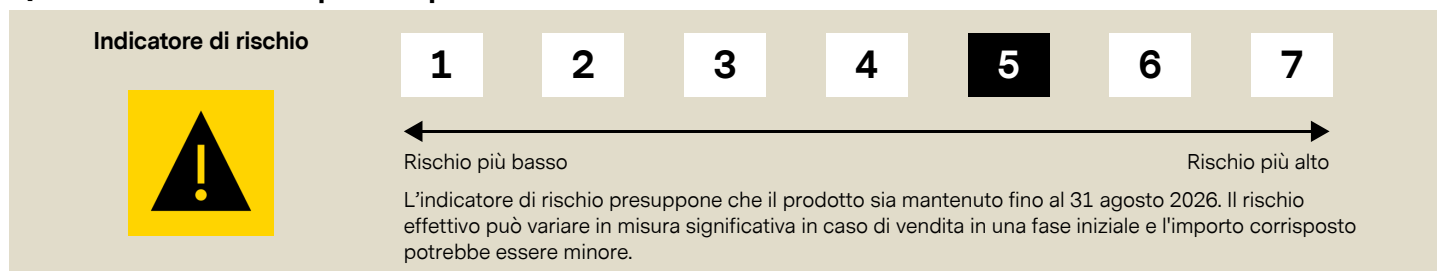 Indicatore di rischio
1 2 3 4 5 6 7
Rischio più basso Rischio più alto
L'indicatore di rischio presuppone che il prodotto sia mantenuto fino al 31 agosto 2026. Il rischio
effettivo può variare in misura significativa in caso di vendita in una fase iniziale e l'importo corrisposto
potrebbe essere minore.